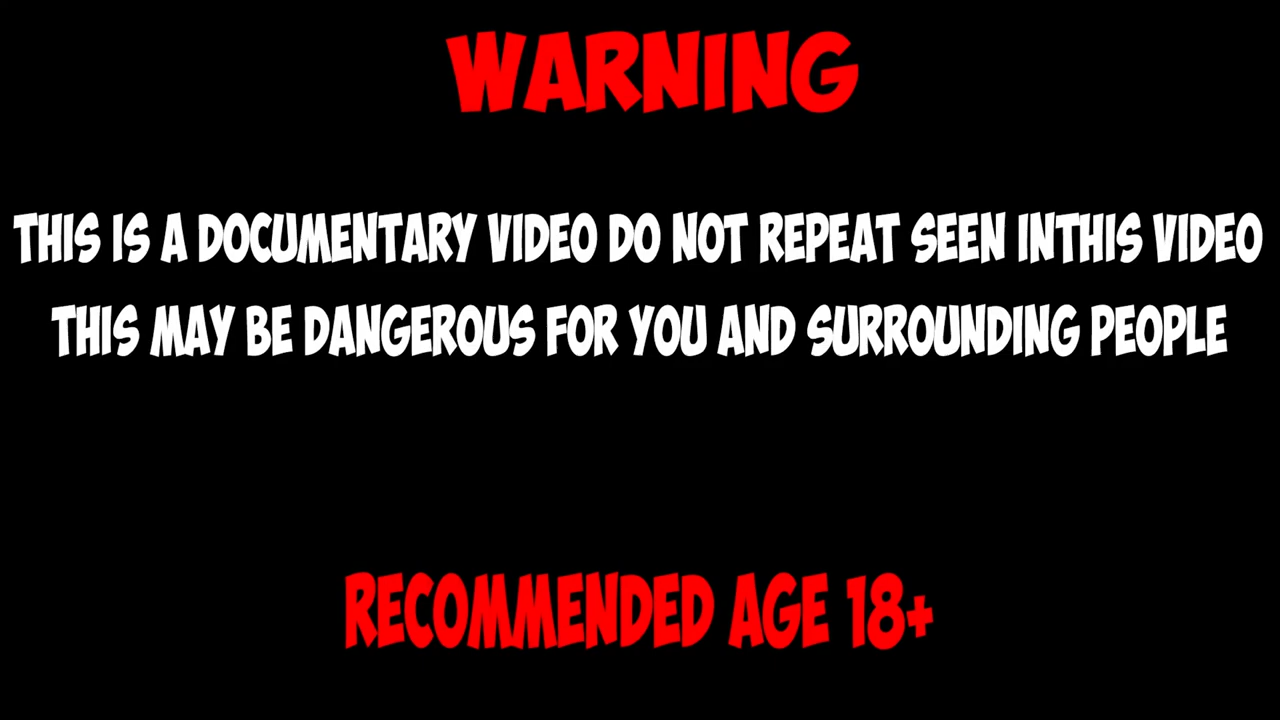 WARNING
THIS IS A DOCUMENTARY VIDEO DO NOT REPEAT SEEN INTHIS VIDEO
THIS MAY BE DANGEROUS FOR YOU AND SURROUNDING PEOPLE
RECOMMENDED AGE 18+